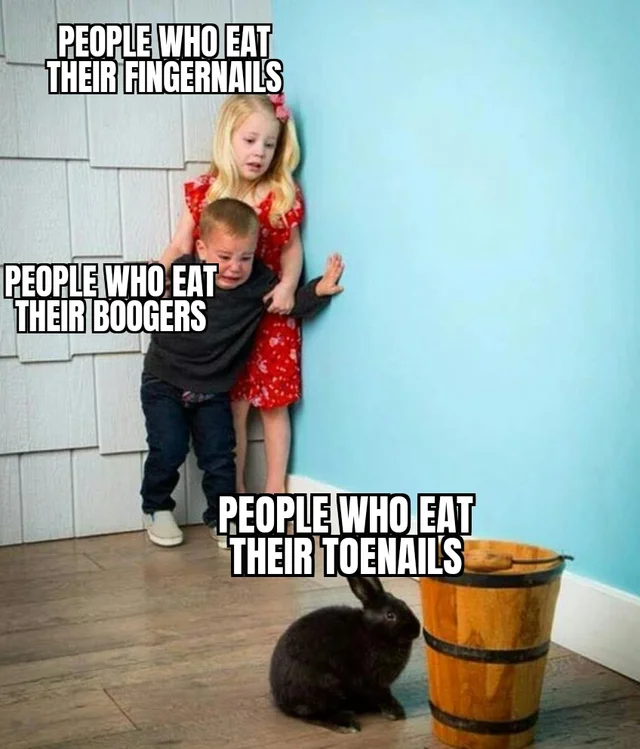 PEOPLE WHO EAT
THEIR FINGERNAILS
PEOPLE WHO EAT
THEIR BOOGERS
PEOPLE WHO EAT
THEIR TOENAILS